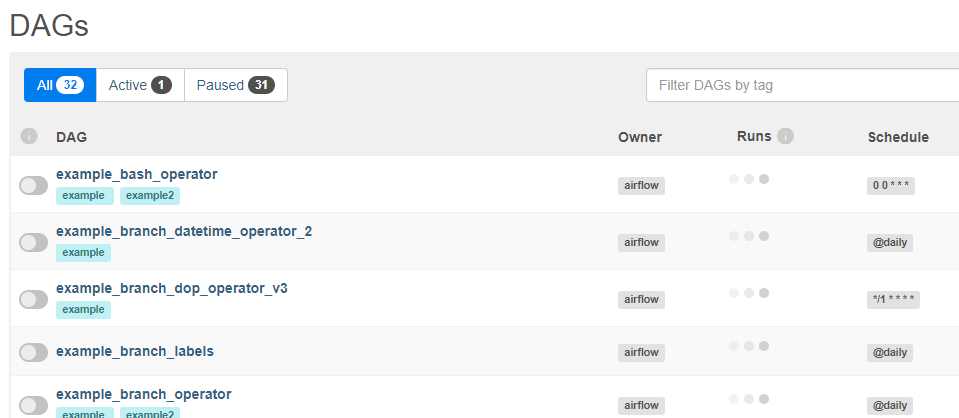 DAGs
All 32 Active 1 Paused 31 Filter DAGs by tag
DAG Owner Runs Schedule
example_bash_operator
airflow 0 0 * * *
example example2
example_branch_datetime_operator_2
airflow @daily
example
example_branch_dop_operator_v3
airflow */1 * * * *
example
example_branch_labels airflow @daily
example_branch_operator
airflow @daily
example example2